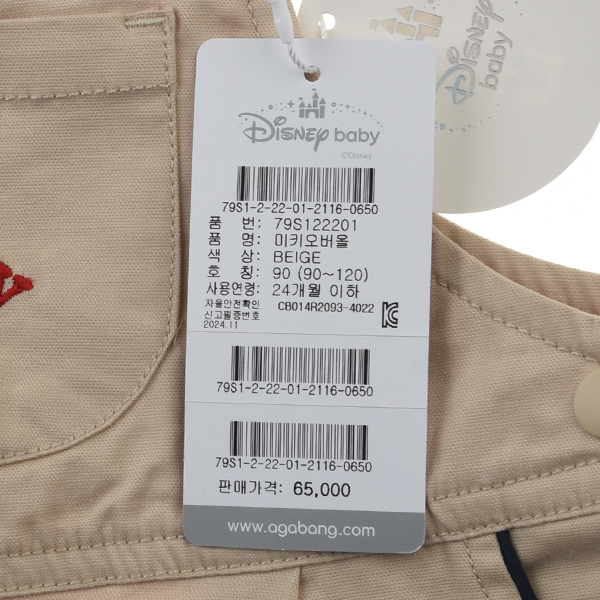 Disney baby
©Disney
Disney
baby
79S1-2-22-01-2116-0650
품 번: 79S122201
품 명: 미키오버올
색 상: BEIGE
호 칭: 90 (90~120)
사용연령: 24개월 이하
자율안전확인 CB014R2093-4022
신고필증번호
2024.11
79S1-2-22-01-2116-0650
79S1-2-22-01-2116-0650
판매가격: 65,000
www.agabang.com